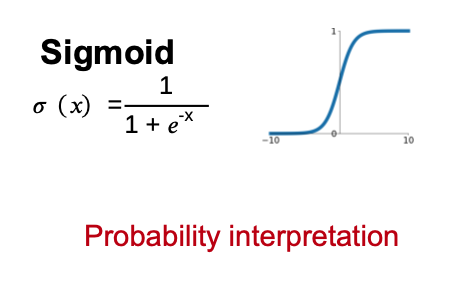 Sigmoid
σ (x) = 1 / 1 + e^-x
1
0
-10
10
Probability interpretation